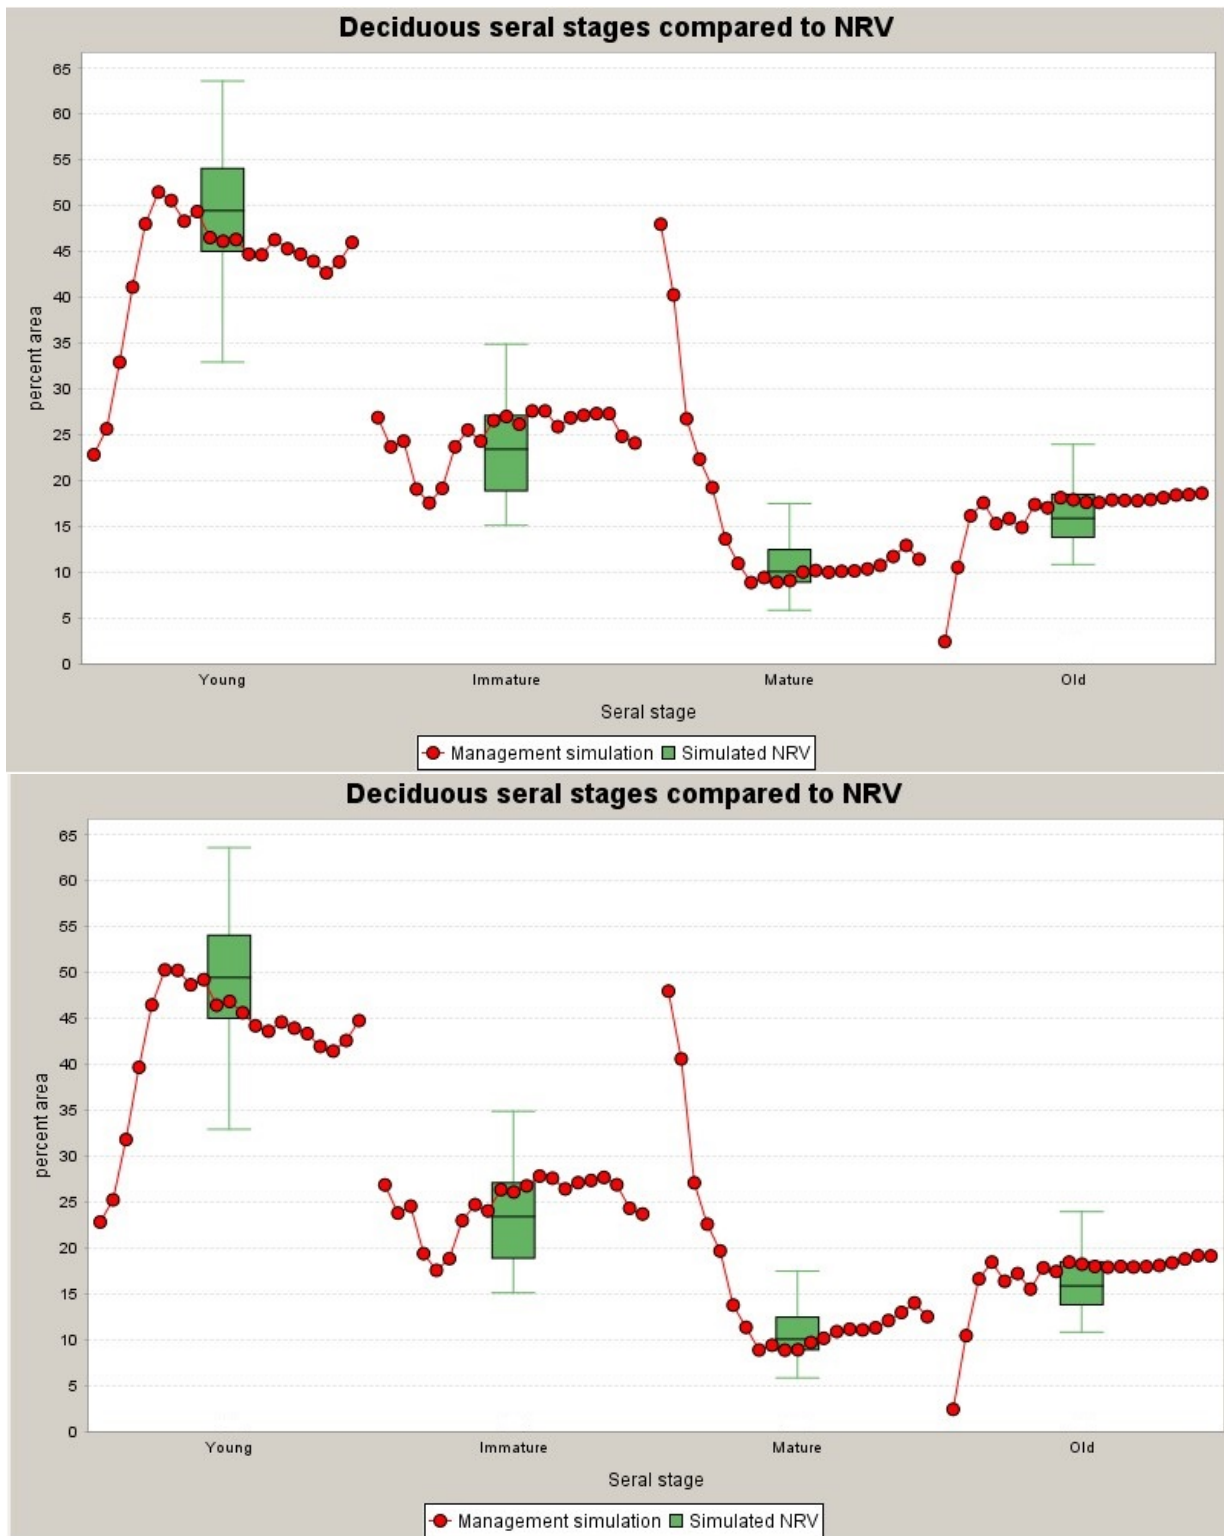 Deciduous seral stages compared to NRV
65
60
55
50
45
40
35
30
25
20
15
10
5
0
percent area
Young Immature Mature Old
Seral stage
Management simulation Simulated NRV
Deciduous seral stages compared to NRV
65
60
55
50
45
40
35
30
25
20
15
10
5
0
percent area
Young Immature Mature Old
Seral stage
Management simulation Simulated NRV